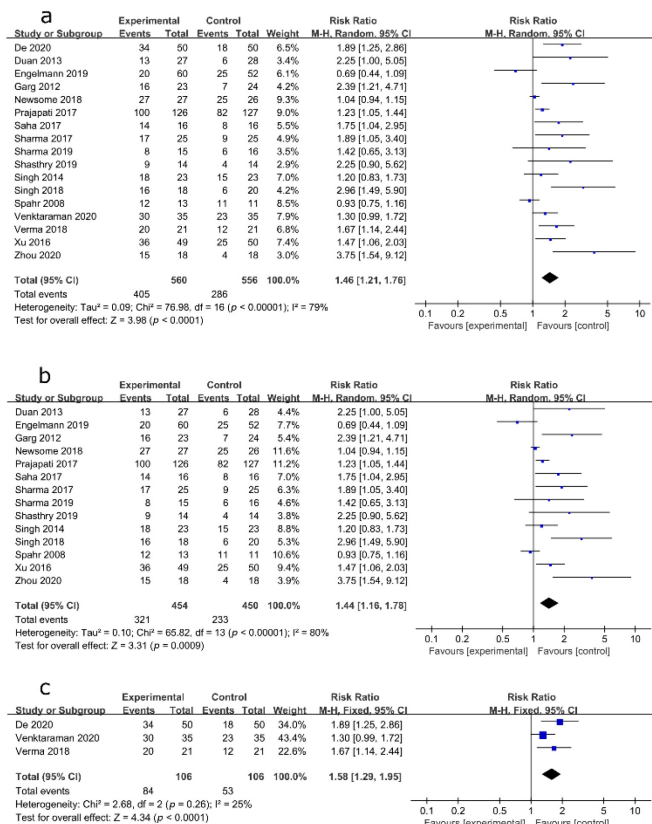 a
Experimental Control Risk Ratio Risk Ratio
Study or Subgroup Events Total Events Total Weight M-H, Random, 95% CI M-H, Random, 95% CI
De 2020 34 50 18 50 6.5% 1.89 [1.25, 2.86]
Duan 2013 13 27 6 28 3.5% 2.25 [1.00, 5.05]
Engelmann 2019 20 60 25 52 6.1% 0.69 [0.44, 1.09]
Garg 2012 16 23 7 24 4.3% 2.39 [1.21, 4.71]
Newsome 2018 27 27 25 26 9.2% 1.04 [0.94, 1.15]
Prajapati 2017 100 126 82 127 9.0% 1.23 [1.05, 1.44]
Saha 2017 14 16 8 16 5.5% 1.75 [1.04, 2.95]
Sharma 2017 17 25 9 25 5.0% 1.89 [1.05, 3.40]
Sharma 2019 8 15 6 16 3.6% 1.42 [0.65, 3.13]
Shasthry 2019 9 14 4 14 3.1% 2.25 [0.90, 5.62]
Singh 2014 18 23 15 23 7.0% 1.20 [0.83, 1.73]
Singh 2018 16 18 6 20 4.3% 2.96 [1.49, 5.90]
Spahr 2008 12 13 11 11 8.5% 0.93 [0.75, 1.16]
Venktaraman 2020 30 35 23 35 7.9% 1.30 [0.99, 1.72]
Verma 2018 20 21 12 21 6.8% 1.67 [1.14, 2.44]
Xu 2016 36 49 25 50 7.3% 1.47 [1.06, 2.03]
Zhou 2020 15 18 4 18 3.2% 3.75 [1.54, 9.12]
Total (95% CI) 560 556 100.0% 1.46 [1.21, 1.76]
Total events 405 286
Heterogeneity: Tau² = 0.09; Chi² = 76.98, df = 16 (p < 0.00001); I² = 79%
Test for overall effect: Z = 3.98 (p < 0.0001)
0.1 0.2 0.5 1 2 5 10
Favours [experimental] Favours [control]
b
Experimental Control Risk Ratio Risk Ratio
Study or Subgroup Events Total Events Total Weight M-H, Random, 95% CI M-H, Random, 95% CI
Duan 2013 13 27 6 28 4.4% 2.25 [1.00, 5.05]
Engelmann 2019 20 60 25 52 7.6% 0.69 [0.44, 1.09]
Garg 2012 16 23 7 24 5.4% 2.39 [1.21, 4.71]
Newsome 2018 27 27 25 26 11.6% 1.04 [0.94, 1.15]
Prajapati 2017 100 126 82 127 11.3% 1.23 [1.05, 1.44]
Saha 2017 14 16 8 16 7.0% 1.75 [1.04, 2.95]
Sharma 2017 17 25 9 25 6.3% 1.89 [1.05, 3.40]
Sharma 2019 8 15 6 16 4.6% 1.42 [0.65, 3.13]
Shasthry 2019 9 14 4 14 3.8% 2.25 [0.90, 5.62]
Singh 2014 18 23 15 23 8.8% 1.20 [0.83, 1.73]
Singh 2018 16 18 6 20 5.3% 2.96 [1.49, 5.90]
Spahr 2008 12 13 11 11 10.6% 0.93 [0.75, 1.16]
Xu 2016 36 49 25 50 9.2% 1.47 [1.06, 2.03]
Zhou 2020 15 18 4 18 3.9% 3.75 [1.54, 9.12]
Total (95% CI) 454 450 100.0% 1.44 [1.16, 1.78]
Total events 321 233
Heterogeneity: Tau² = 0.10; Chi² = 65.82, df = 13 (p < 0.00001); I² = 80%
Test for overall effect: Z = 3.31 (p = 0.0009)
0.1 0.2 0.5 1 2 5 10
Favours [experimental] Favours [control]
c
Experimental Control Risk Ratio Risk Ratio
Study or Subgroup Events Total Events Total Weight M-H, Fixed, 95% CI M-H, Fixed, 95% CI
De 2020 34 50 18 50 34.0% 1.89 [1.25, 2.86]
Venktaraman 2020 30 35 23 35 43.4% 1.30 [0.99, 1.72]
Verma 2018 20 21 12 21 22.6% 1.67 [1.14, 2.44]
Total (95% CI) 106 106 100.0% 1.58 [1.29, 1.95]
Total events 84 53
Heterogeneity: Chi² = 2.68, df = 2 (p = 0.26); I² = 25%
Test for overall effect: Z = 4.34 (p < 0.0001)
0.1 0.2 0.5 1 2 5 10
Favours [experimental] Favours [control]